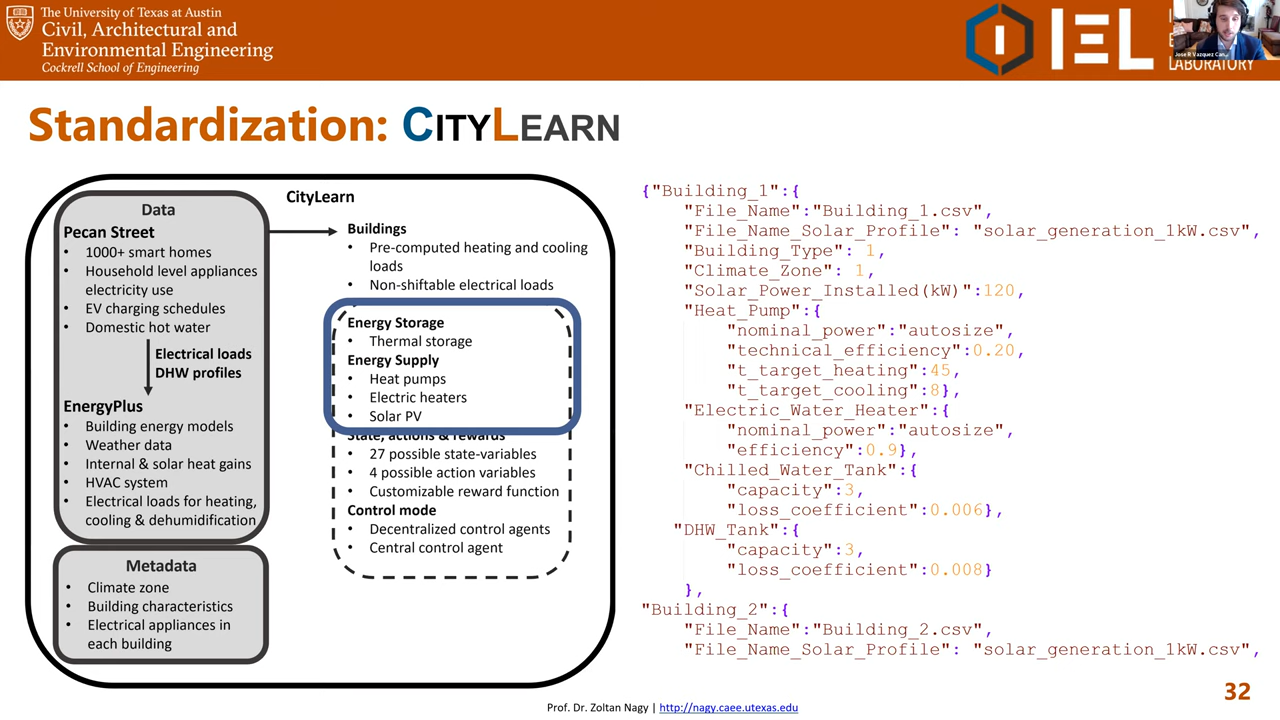 The University of Texas at Austin
Civil, Architectural and
Environmental Engineering
Cockrell School of Engineering
IEL
LABORATORY
Jose R Vazquez Can...
Standardization: CITYLEARN
CityLearn
Data
Pecan Street
• 1000+ smart homes
• Household level appliances
electricity use
• EV charging schedules
• Domestic hot water
Electrical loads
DHW profiles
EnergyPlus
• Building energy models
• Weather data
• Internal & solar heat gains
• HVAC system
• Electrical loads for heating,
cooling & dehumidification
Metadata
• Climate zone
• Building characteristics
• Electrical appliances in
each building
Buildings
• Pre-computed heating and cooling
loads
• Non-shiftable electrical loads
Energy Storage
• Thermal storage
Energy Supply
• Heat pumps
• Electric heaters
• Solar PV
State, actions & rewards
• 27 possible state-variables
• 4 possible action variables
• Customizable reward function
Control mode
• Decentralized control agents
• Central control agent
{"Building_1":{
"File_Name":"Building_1.csv",
"File_Name_Solar_Profile": "solar_generation_1kW.csv",
"Building_Type": 1,
"Climate_Zone": 1,
"Solar_Power_Installed(kW)":120,
"Heat_Pump":{
"nominal_power":"autosize",
"technical_efficiency":0.20,
"t_target_heating":45,
"t_target_cooling":8},
"Electric_Water_Heater":{
"nominal_power":"autosize",
"efficiency":0.9},
"Chilled_Water_Tank":{
"capacity":3,
"loss_coefficient":0.006},
"DHW_Tank":{
"capacity":3,
"loss_coefficient":0.008}
},
"Building_2":{
"File_Name":"Building_2.csv",
"File_Name_Solar_Profile": "solar_generation_1kW.csv",
32
Prof. Dr. Zoltan Nagy | http://nagy.caee.utexas.edu